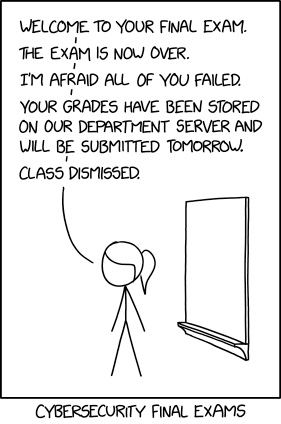 WELCOME TO YOUR FINAL EXAM.
THE EXAM IS NOW OVER.
I'M AFRAID ALL OF YOU FAILED.
YOUR GRADES HAVE BEEN STORED
ON OUR DEPARTMENT SERVER AND
WILL BE SUBMITTED TOMORROW.
CLASS DISMISSED.
CYBERSECURITY FINAL EXAMS